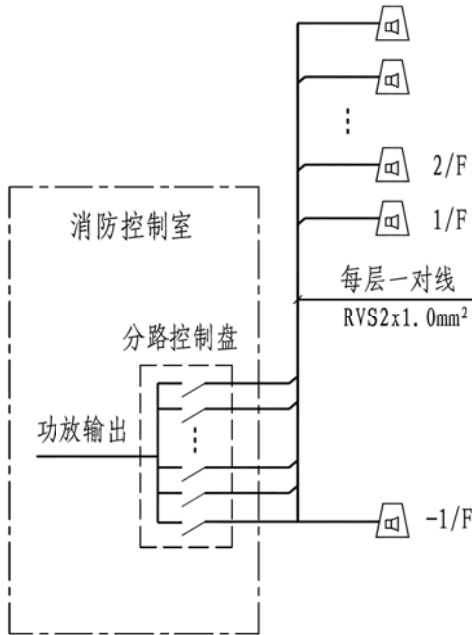 2/F
1/F
消防控制室
每层一对线
RVS2x1.0mm²
分路控制盘
功放输出
-1/F